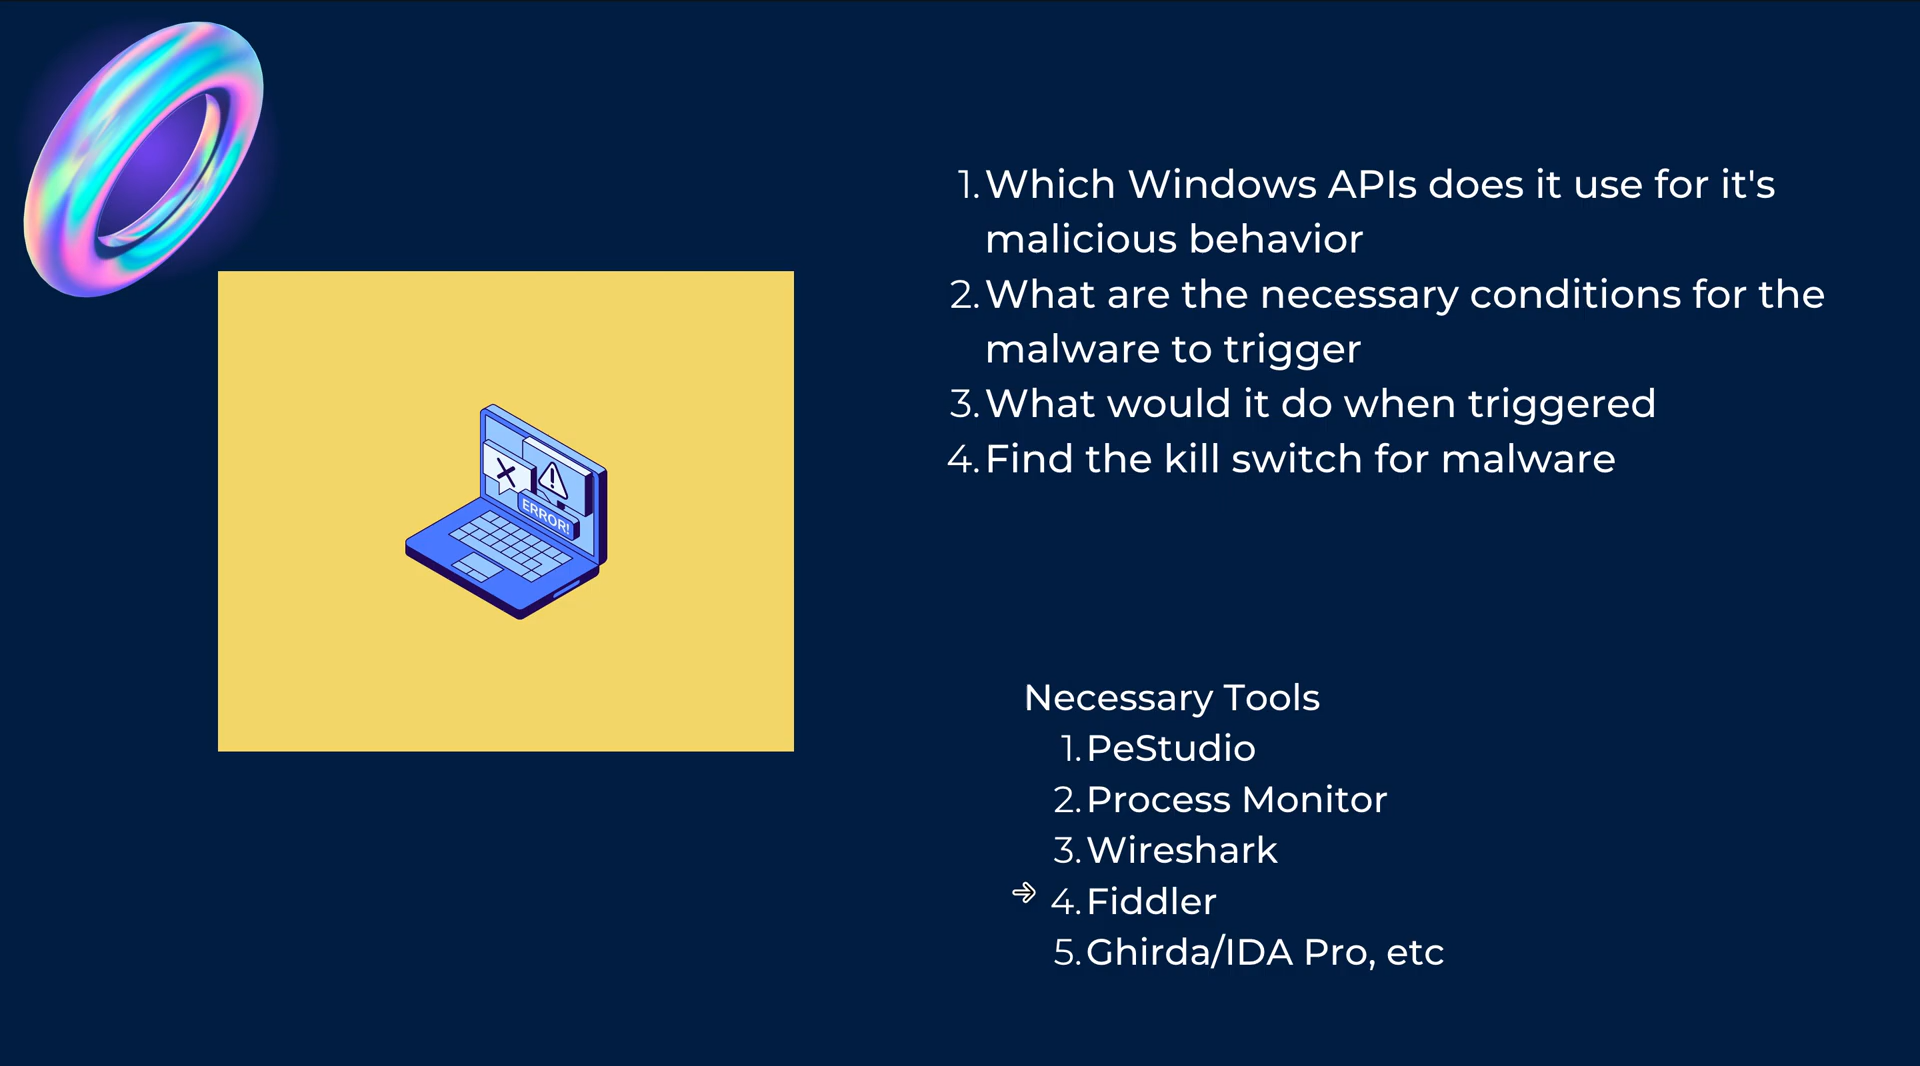 1. Which Windows APIs does it use for it's
malicious behavior
2. What are the necessary conditions for the
malware to trigger
3. What would it do when triggered
4. Find the kill switch for malware
ERROR!
Necessary Tools
1. PeStudio
2. Process Monitor
3. Wireshark
4. Fiddler
5. Ghirda/IDA Pro, etc